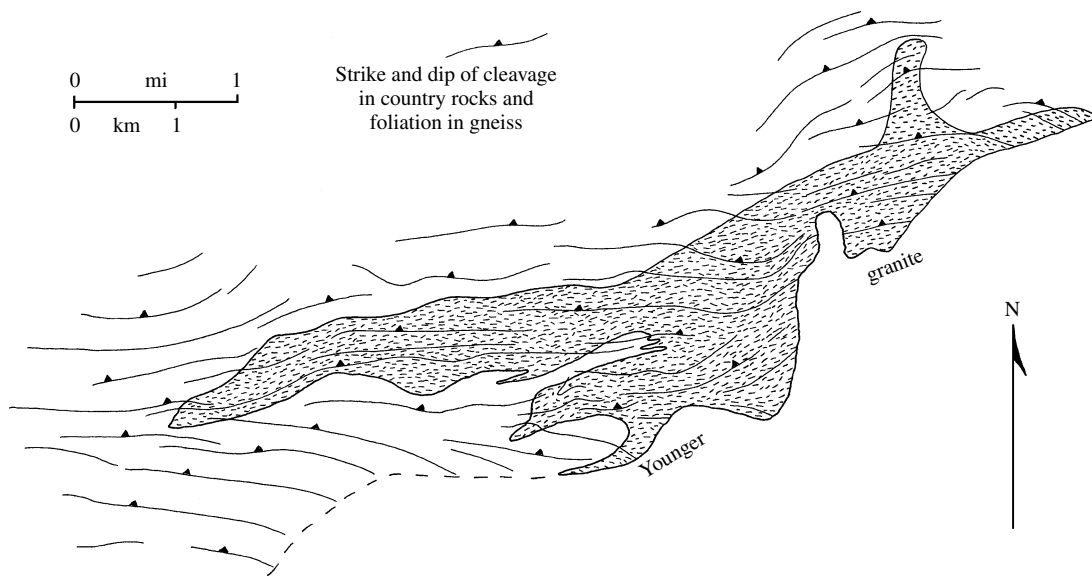 0 mi 1
0 km 1
Strike and dip of cleavage
in country rocks and
foliation in gneiss
granite
N
Younger